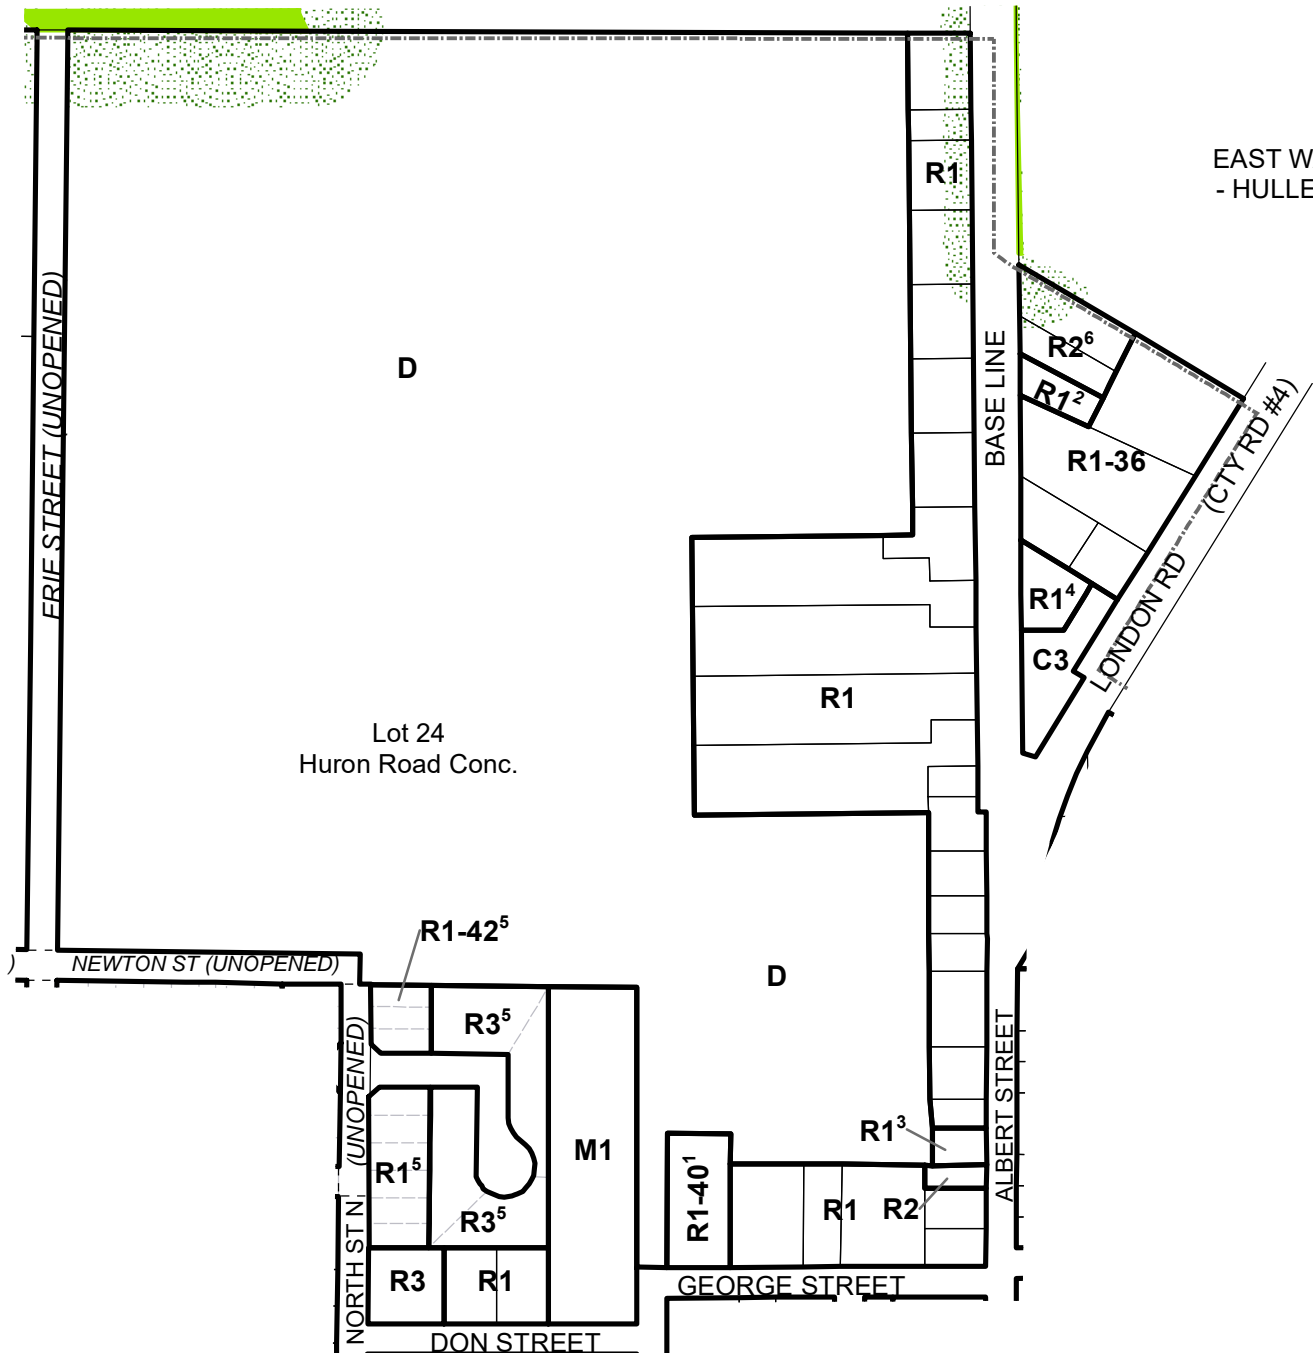 EAST W
- HULLE
R1
ERIE STREET (UNOPENED)
D
BASE LINE
R2⁶
R1²
R1-36
(CTY RD #4)
LONDON RD
R1⁴
C3
R1
Lot 24
Huron Road Conc.
R1-42⁵
)
NEWTON ST (UNOPENED)
D
R3⁵
(UNOPENED)
ALBERT STREET
R1³
M1
R1⁵
R1-40¹
R1
R2
R3⁵
NORTH ST N
R3
R1
GEORGE STREET
DON STREET